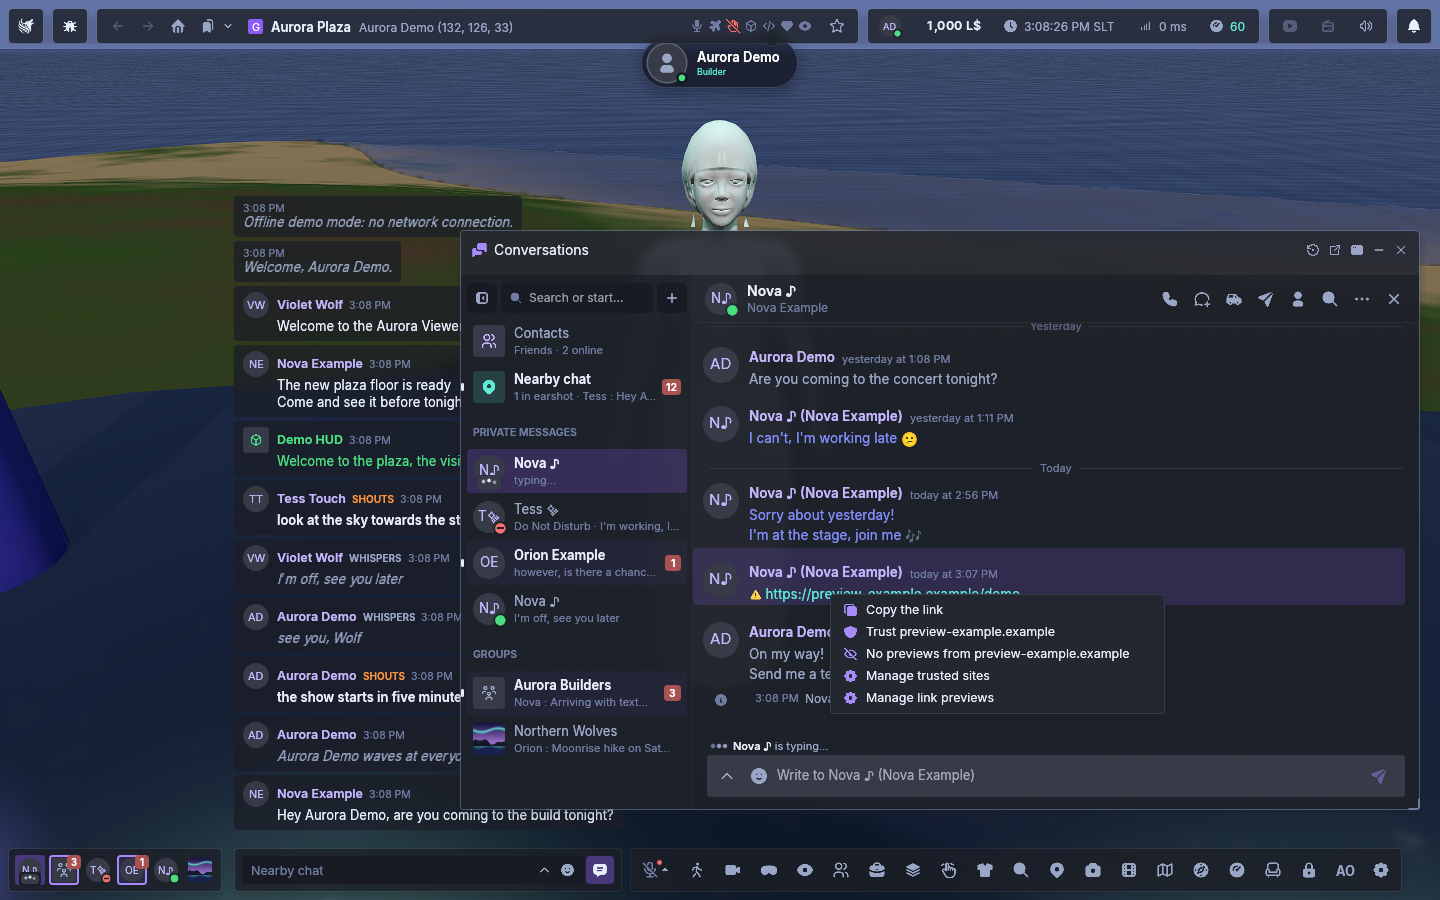 Aurora Plaza Aurora Demo (132, 126, 33)
AD 1,000 L$ 3:08:26 PM SLT 0 ms 60
Aurora Demo
Builder
3:08 PM
Offline demo mode: no network connection.
3:08 PM
Welcome, Aurora Demo.
VW Violet Wolf 3:08 PM
Welcome to the Aurora Viewe
NE Nova Example 3:08 PM
The new plaza floor is ready
Come and see it before tonigh
Demo HUD 3:08 PM
Welcome to the plaza, the visi
TT Tess Touch SHOUTS 3:08 PM
look at the sky towards the st
VW Violet Wolf WHISPERS 3:08 PM
I'm off, see you later
AD Aurora Demo WHISPERS 3:08 PM
see you, Wolf
AD Aurora Demo SHOUTS 3:08 PM
the show starts in five minute
AD Aurora Demo 3:08 PM
Aurora Demo waves at everyo
NE Nova Example 3:08 PM
Hey Aurora Demo, are you coming to the build tonight?
Conversations
Search or start...
Contacts
Friends · 2 online
Nearby chat
1 in earshot · Tess : Hey A... 12
PRIVATE MESSAGES
N♪ Nova ♪
typing...
T Tess
Do Not Disturb · I'm working, I...
OE Orion Example
however, is there a chanc... 1
N♪ Nova ♪
I'm off, see you later
GROUPS
Aurora Builders
Nova : Arriving with text... 3
Northern Wolves
Orion : Moonrise hike on Sat...
N♪ Nova ♪
Nova Example
Yesterday
AD Aurora Demo yesterday at 1:08 PM
Are you coming to the concert tonight?
N♪ Nova ♪ (Nova Example) yesterday at 1:11 PM
I can't, I'm working late 😕
Today
N♪ Nova ♪ (Nova Example) today at 2:56 PM
Sorry about yesterday!
I'm at the stage, join me 🎶
N♪ Nova ♪ (Nova Example) today at 3:07 PM
⚠ https://preview-example.example/demo
Copy the link
Trust preview-example.example
No previews from preview-example.example
Manage trusted sites
Manage link previews
AD Aurora Demo
On my way!
Send me a te
3:08 PM Nova
Nova ♪ is typing...
Write to Nova ♪ (Nova Example)
N♪ 3 T OE 1 N♪
Nearby chat
AO